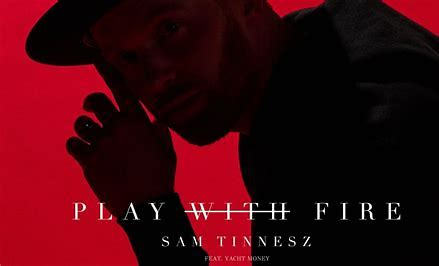 PLAY WITH FIRE
SAM TINNESZ
FEAT. YACHT MONEY